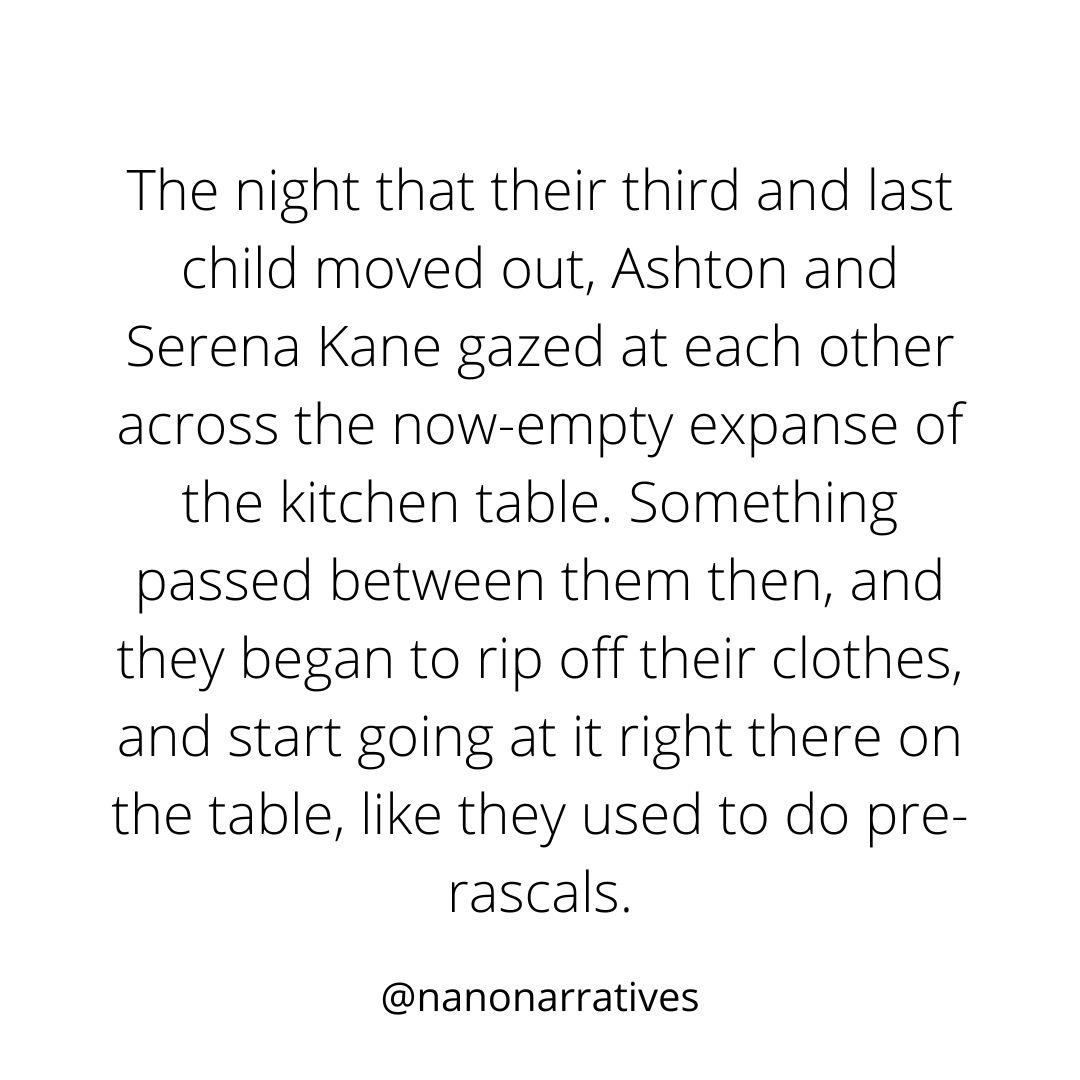 The night that their third and last
child moved out, Ashton and
Serena Kane gazed at each other
across the now-empty expanse of
the kitchen table. Something
passed between them then, and
they began to rip off their clothes,
and start going at it right there on
the table, like they used to do pre-
rascals.
@nanonarratives